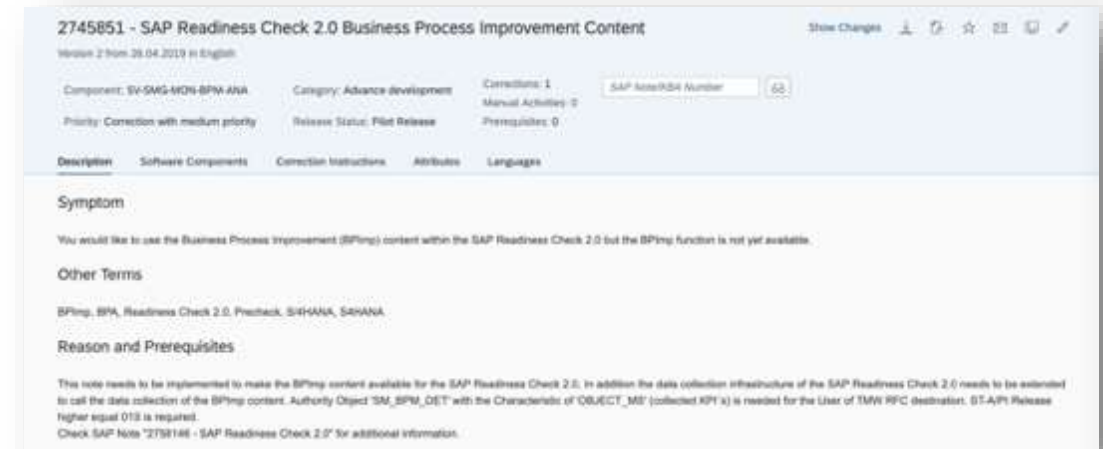 2745851 - SAP Readiness Check 2.0 Business Process Improvement Content
Show Changes
Version 2 from 26.04.2019 in English
Component: SV-SMG-MON-BPM-ANA
Category: Advance development
Corrections: 1
SAP Note/KBA Number
Manual Activities: 0
Priority: Correction with medium priority
Release Status: Pilot Release
Prerequisites: 0
Description
Software Components
Correction Instructions
Attributes
Languages
Symptom
You would like to use the Business Process Improvement (BPImp) content within the SAP Readiness Check 2.0 but the BPImp function is not yet available.
Other Terms
BPImp, BPA, Readiness Check 2.0, Precheck, S/4HANA, S4HANA
Reason and Prerequisites
This note needs to be implemented to make the BPImp content available for the SAP Readiness Check 2.0. In addition the data collection infrastructure of the SAP Readiness Check 2.0 needs to be extended
to call the data collection of the BPImp content. Authority Object 'SM_BPM_DET' with the Characteristic of 'OBJECT_MS' (collected KPI's) is needed for the User of TMW RFC destination. ST-A/PI Release
higher equal is required.
Check SAP Note "2758146 - SAP Readiness Check 2.0" for additional information.